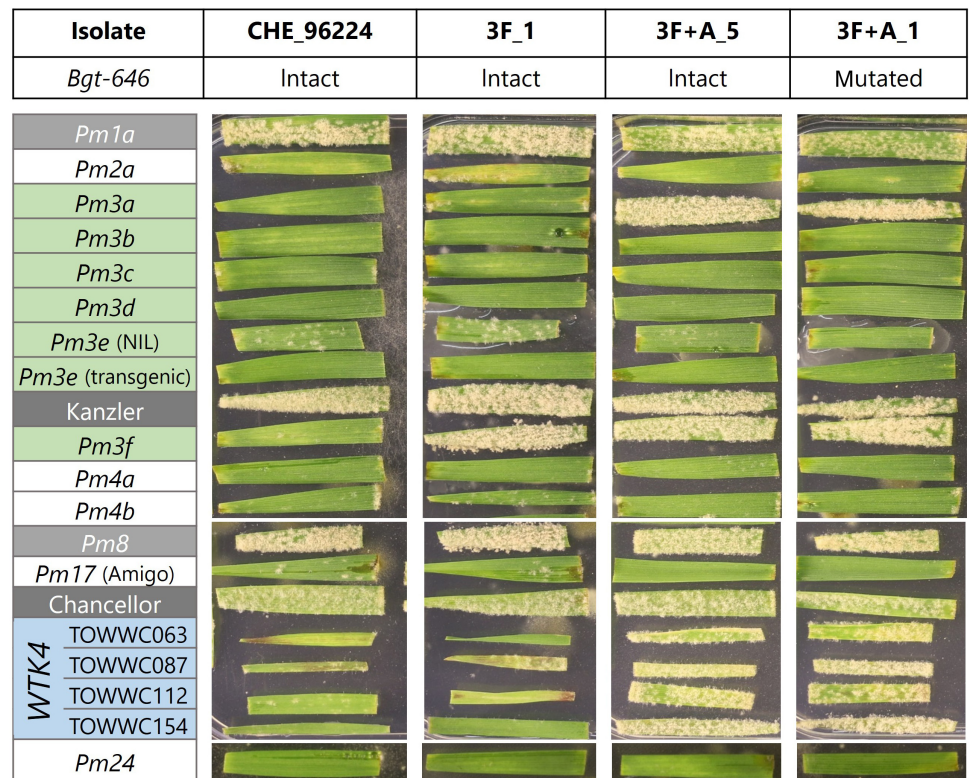 Isolate CHE_96224 3F_1 3F+A_5 3F+A_1
Bgt-646 Intact Intact Intact Mutated
Pm1a
Pm2a
Pm3a
Pm3b
Pm3c
Pm3d
Pm3e (NIL)
Pm3e (transgenic)
Kanzler
Pm3f
Pm4a
Pm4b
Pm8
Pm17 (Amigo)
Chancellor
WTK4
TOWWC063
TOWWC087
TOWWC112
TOWWC154
Pm24